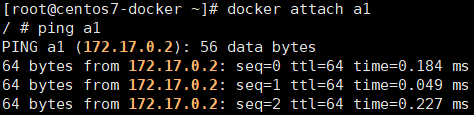 [root@centos7-docker ~]# docker attach a1
/ # ping a1
PING a1 (172.17.0.2): 56 data bytes
64 bytes from 172.17.0.2: seq=0 ttl=64 time=0.184 ms
64 bytes from 172.17.0.2: seq=1 ttl=64 time=0.049 ms
64 bytes from 172.17.0.2: seq=2 ttl=64 time=0.227 ms